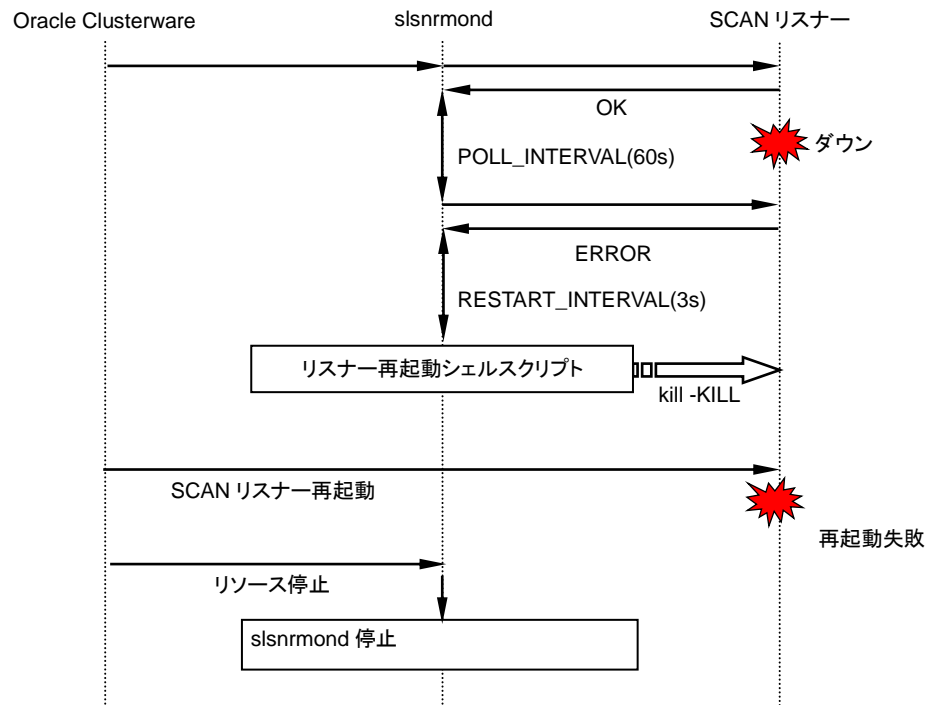 Oracle Clusterware
slsnrmond
SCAN リスナー
OK
ダウン
POLL_INTERVAL(60s)
ERROR
RESTART_INTERVAL(3s)
リスナー再起動シェルスクリプト
kill -KILL
SCAN リスナー再起動
再起動失敗
リソース停止
slsnrmond 停止